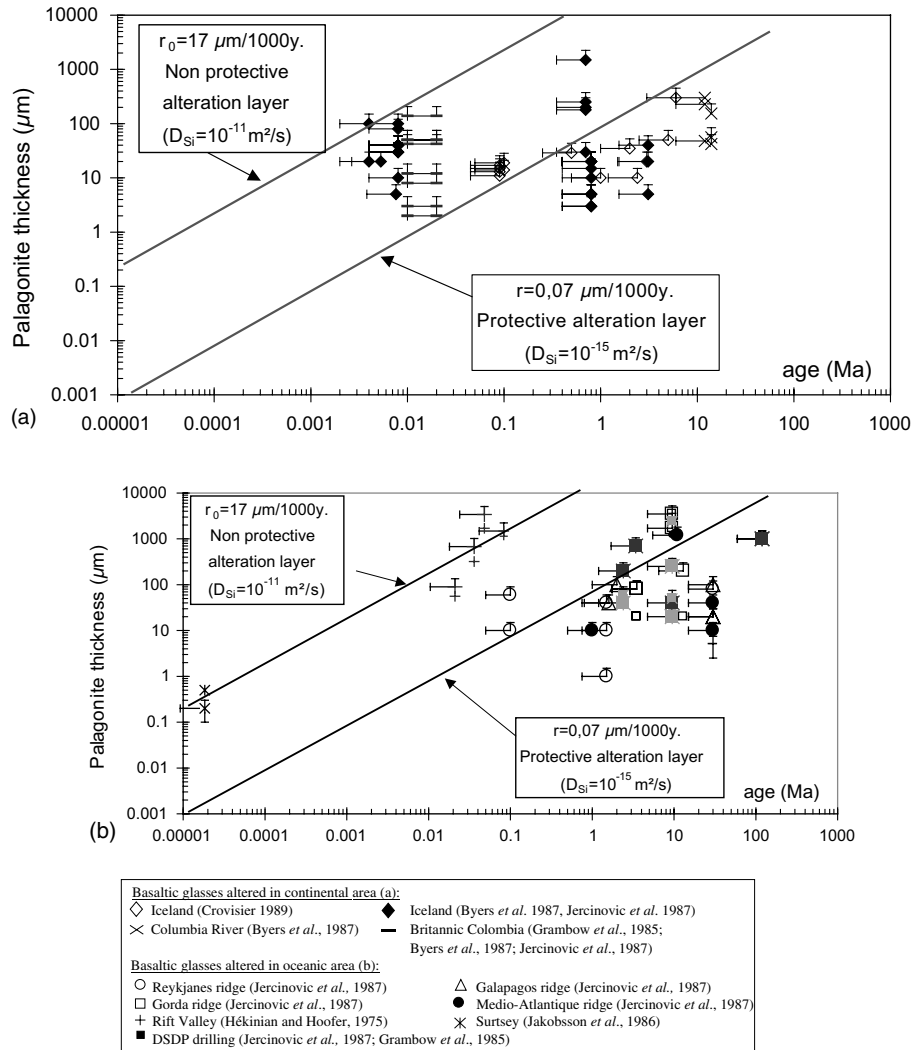 Palagonite thickness (µm)
10000
1000
100
10
1
0.1
0.01
0.001
r0=17 µm/1000y.
Non protective
alteration layer
(DSi=10-11 m²/s)
r=0,07 µm/1000y.
Protective alteration layer
(DSi=10-15 m²/s)
age (Ma)
(a)
0.00001 0.0001 0.001 0.01 0.1 1 10 100 1000
Palagonite thickness (µm)
10000
1000
100
10
1
0.1
0.01
0.001
r0=17 µm/1000y.
Non protective
alteration layer
(DSi=10-11 m²/s)
r=0,07 µm/1000y.
Protective alteration layer
(DSi=10-15 m²/s)
age (Ma)
(b)
0.00001 0.0001 0.001 0.01 0.1 1 10 100 1000
Basaltic glasses altered in continental area (a):
Iceland (Crovisier 1989) Iceland (Byers et al. 1987, Jercinovic et al. 1987)
Columbia River (Byers et al., 1987) Britannic Colombia (Grambow et al., 1985;
Byers et al., 1987; Jercinovic et al., 1987)
Basaltic glasses altered in oceanic area (b):
Reykjanes ridge (Jercinovic et al., 1987) Galapagos ridge (Jercinovic et al., 1987)
Gorda ridge (Jercinovic et al., 1987) Medio-Atlantique ridge (Jercinovic et al., 1987)
Rift Valley (Hékinian and Hoofer, 1975) Surtsey (Jakobsson et al., 1986)
DSDP drilling (Jercinovic et al., 1987; Grambow et al., 1985)